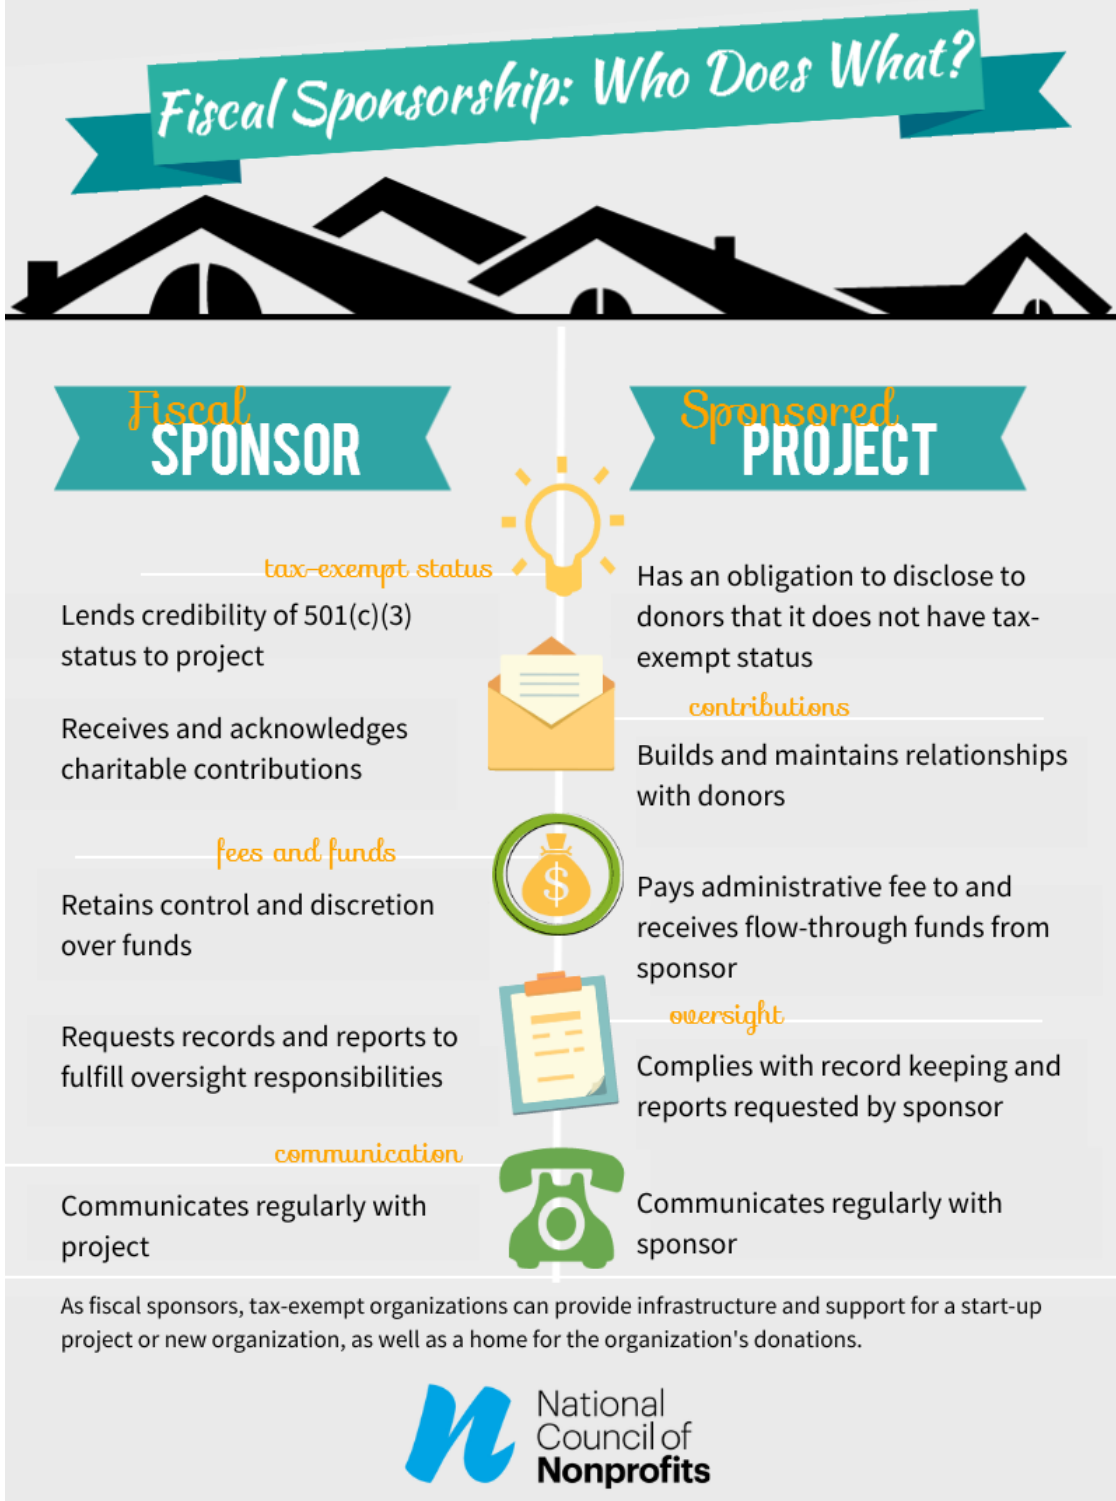 Fiscal Sponsorship: Who Does What?
Fiscal
SPONSOR
Sponsored
PROJECT
tax-exempt status
Lends credibility of 501(c)(3)
status to project
Has an obligation to disclose to
donors that it does not have tax-
exempt status
contributions
Receives and acknowledges
charitable contributions
Builds and maintains relationships
with donors
fees and funds
Retains control and discretion
over funds
$
Pays administrative fee to and
receives flow-through funds from
sponsor
oversight
Requests records and reports to
fulfill oversight responsibilities
Complies with record keeping and
reports requested by sponsor
communication
Communicates regularly with
project
Communicates regularly with
sponsor
As fiscal sponsors, tax-exempt organizations can provide infrastructure and support for a start-up
project or new organization, as well as a home for the organization's donations.
n
National
Council of
Nonprofits